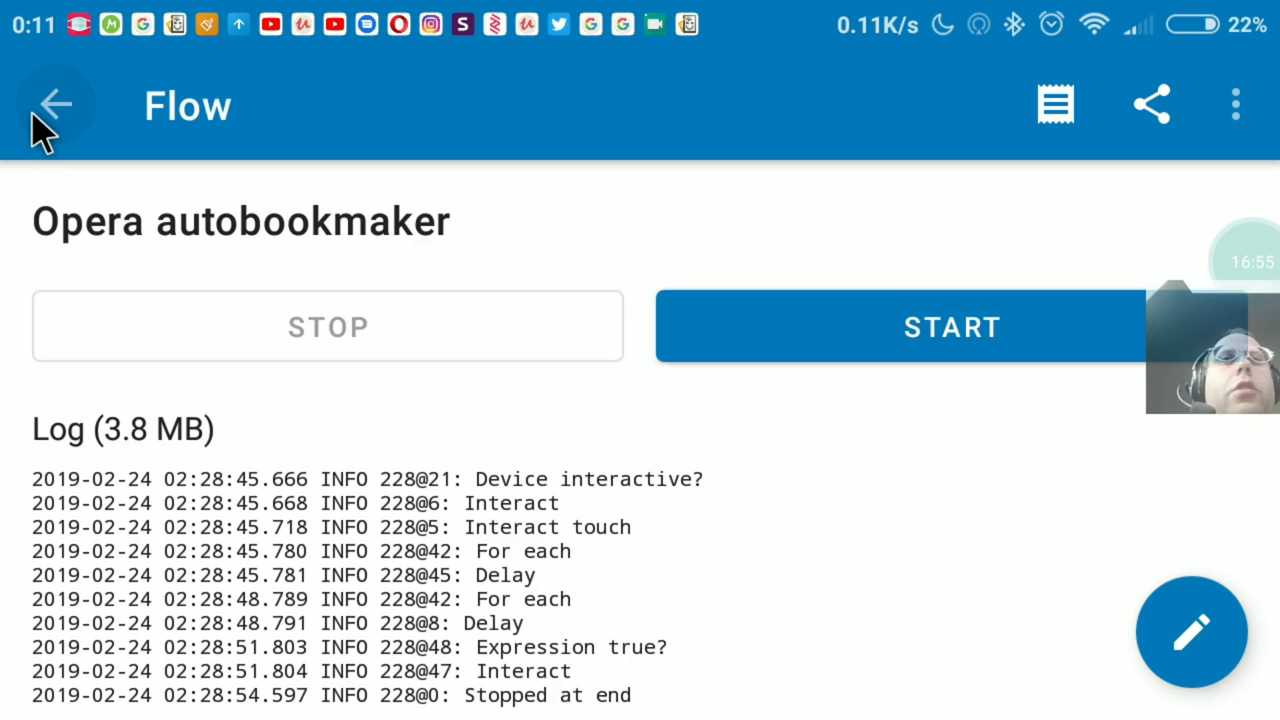 0:11 0.11K/s 22%
Flow
Opera autobookmaker
16:55
STOP START
Log (3.8 MB)
2019-02-24 02:28:45.666 INFO 228@21: Device interactive?
2019-02-24 02:28:45.668 INFO 228@6: Interact
2019-02-24 02:28:45.718 INFO 228@5: Interact touch
2019-02-24 02:28:45.780 INFO 228@42: For each
2019-02-24 02:28:45.781 INFO 228@45: Delay
2019-02-24 02:28:48.789 INFO 228@42: For each
2019-02-24 02:28:48.791 INFO 228@8: Delay
2019-02-24 02:28:51.803 INFO 228@48: Expression true?
2019-02-24 02:28:51.804 INFO 228@47: Interact
2019-02-24 02:28:54.597 INFO 228@0: Stopped at end